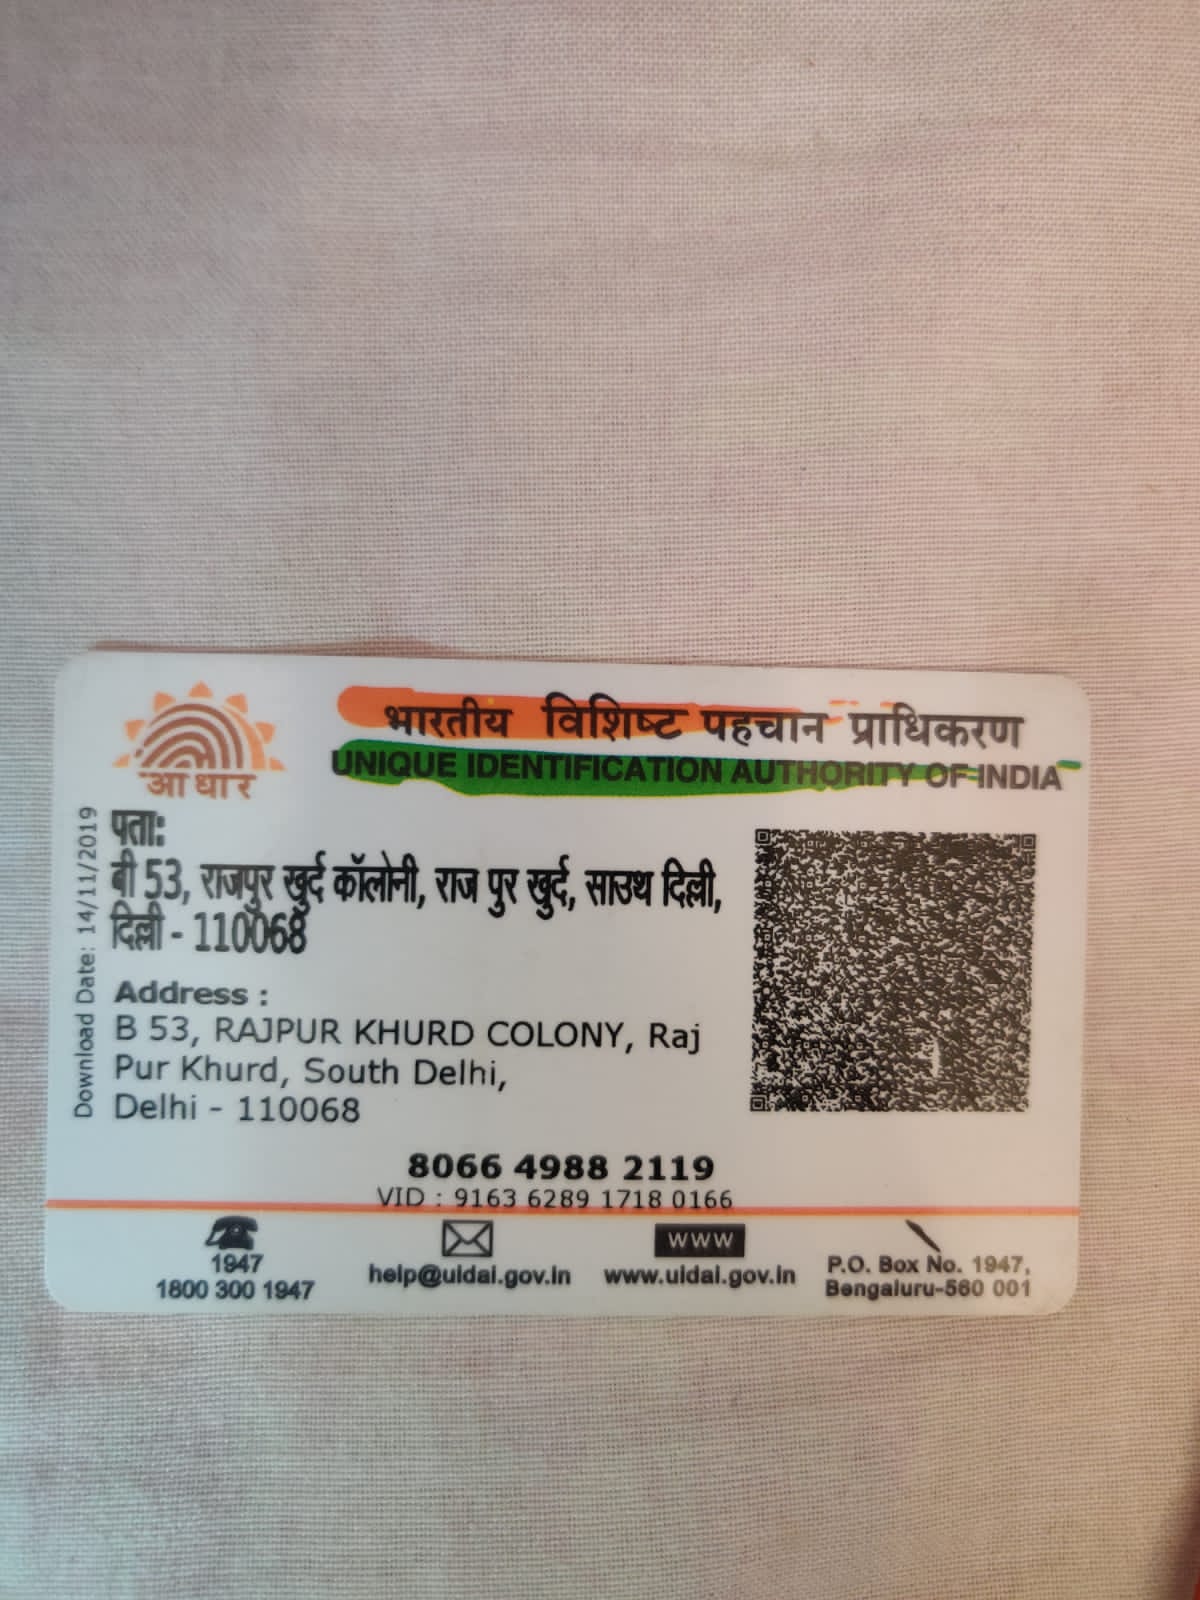 आधार
भारतीय विशिष्ट पहचान प्राधिकरण
UNIQUE IDENTIFICATION AUTHORITY OF INDIA
Download Date: 14/11/2019
पता:
बी 53, राजपुर खुर्द कॉलोनी, राज पुर खुर्द, साउथ दिल्ली,
दिल्ली - 110068
Address :
B 53, RAJPUR KHURD COLONY, Raj
Pur Khurd, South Delhi,
Delhi - 110068
8066 4988 2119
VID : 9163 6289 1718 0166
1947
1800 300 1947
help@uidai.gov.in
WWW
www.uidai.gov.in
P.O. Box No. 1947,
Bengaluru-560 001